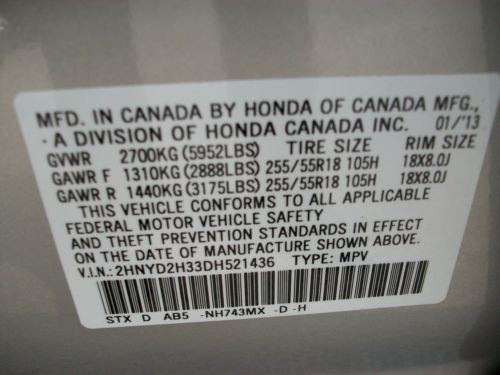 MFD. IN CANADA BY HONDA OF CANADA MFG.,
A DIVISION OF HONDA CANADA INC. 01/'13
GVWR 2700KG (5952LBS) TIRE SIZE RIM SIZE
GAWR F 1310KG (2888LBS) 255/55R18 105H 18X8.0J
GAWR R 1440KG (3175LBS) 255/55R18 105H 18X8.0J
THIS VEHICLE CONFORMS TO ALL APPLICABLE
FEDERAL MOTOR VEHICLE SAFETY
AND THEFT PREVENTION STANDARDS IN EFFECT
ON THE DATE OF MANUFACTURE SHOWN ABOVE.
V.I.N.: 2HNYD2H33DH521436 TYPE: MPV
STX D AB5 -NH743MX -D -H